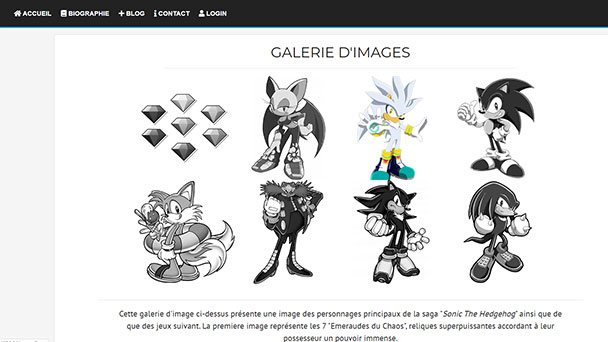 ACCUEIL BIOGRAPHIE BLOG CONTACT LOGIN
GALERIE D'IMAGES
Cette galerie d'image ci-dessus présente une image des personnages principaux de la saga "Sonic The Hedgehog" ainsi que de
que des jeux suivant. La premiere image représente les 7 "Emeraudes du Chaos", reliques superpuissantes accordant à leur
possesseur un pouvoir immense.